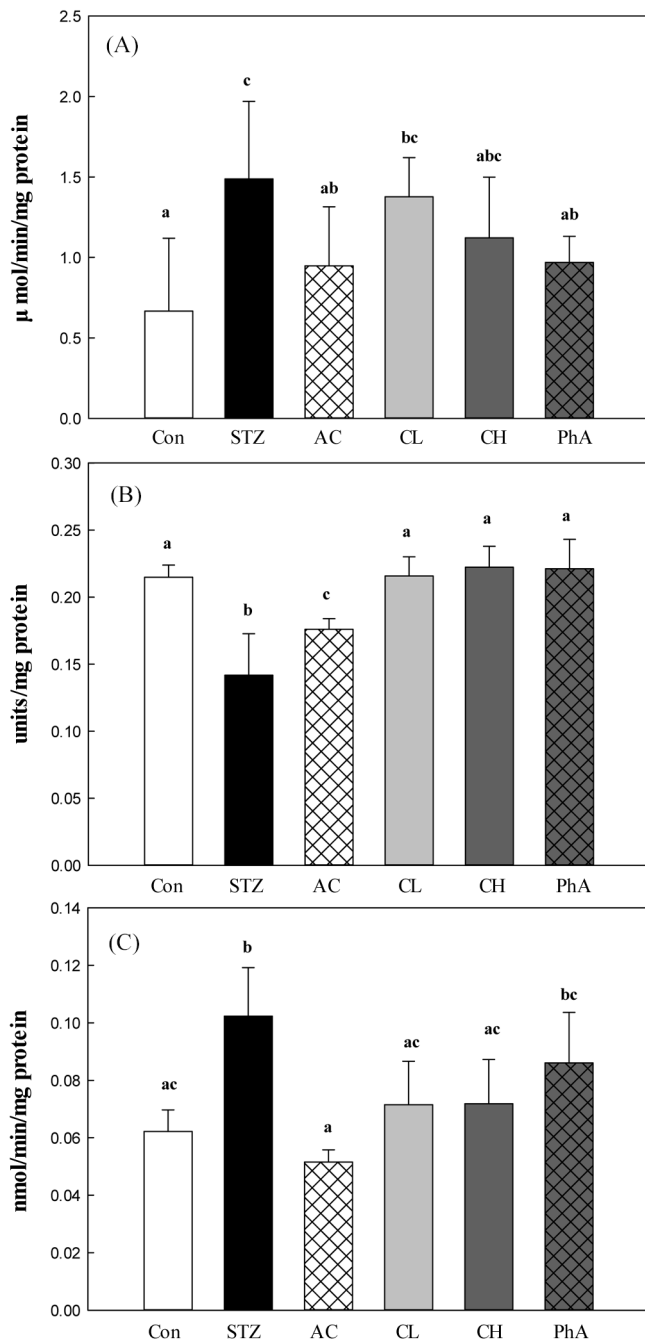 (A)
μ mol/min/mg protein
2.5
2.0
1.5
1.0
0.5
0.0
a
c
ab
bc
abc
ab
Con STZ AC CL CH PhA
(B)
units/mg protein
0.30
0.25
0.20
0.15
0.10
0.05
0.00
a
b
c
a
a
a
Con STZ AC CL CH PhA
(C)
nmol/min/mg protein
0.14
0.12
0.10
0.08
0.06
0.04
0.02
0.00
ac
b
a
ac
ac
bc
Con STZ AC CL CH PhA